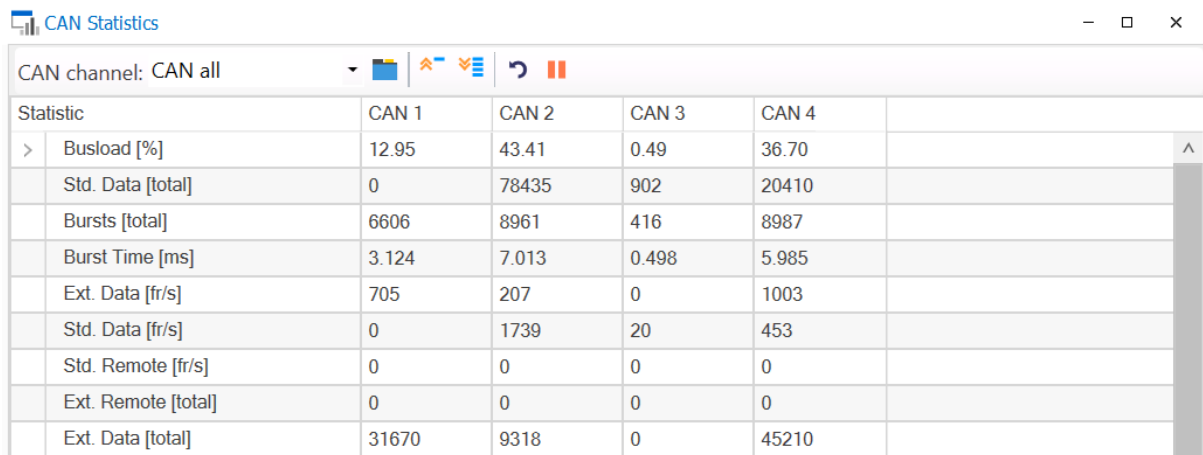 CAN Statistics
CAN channel: CAN all
Statistic CAN 1 CAN 2 CAN 3 CAN 4
Busload [%] 12.95 43.41 0.49 36.70
Std. Data [total] 0 78435 902 20410
Bursts [total] 6606 8961 416 8987
Burst Time [ms] 3.124 7.013 0.498 5.985
Ext. Data [fr/s] 705 207 0 1003
Std. Data [fr/s] 0 1739 20 453
Std. Remote [fr/s] 0 0 0 0
Ext. Remote [total] 0 0 0 0
Ext. Data [total] 31670 9318 0 45210